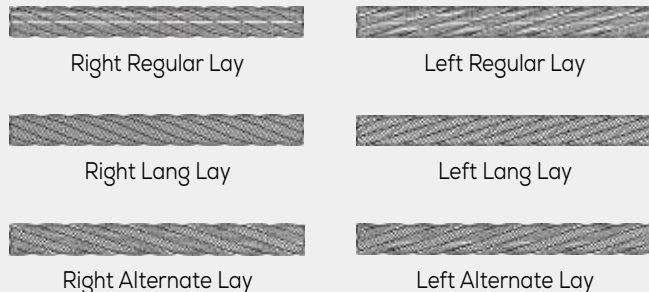 Right Regular Lay
Left Regular Lay
Right Lang Lay
Left Lang Lay
Right Alternate Lay
Left Alternate Lay